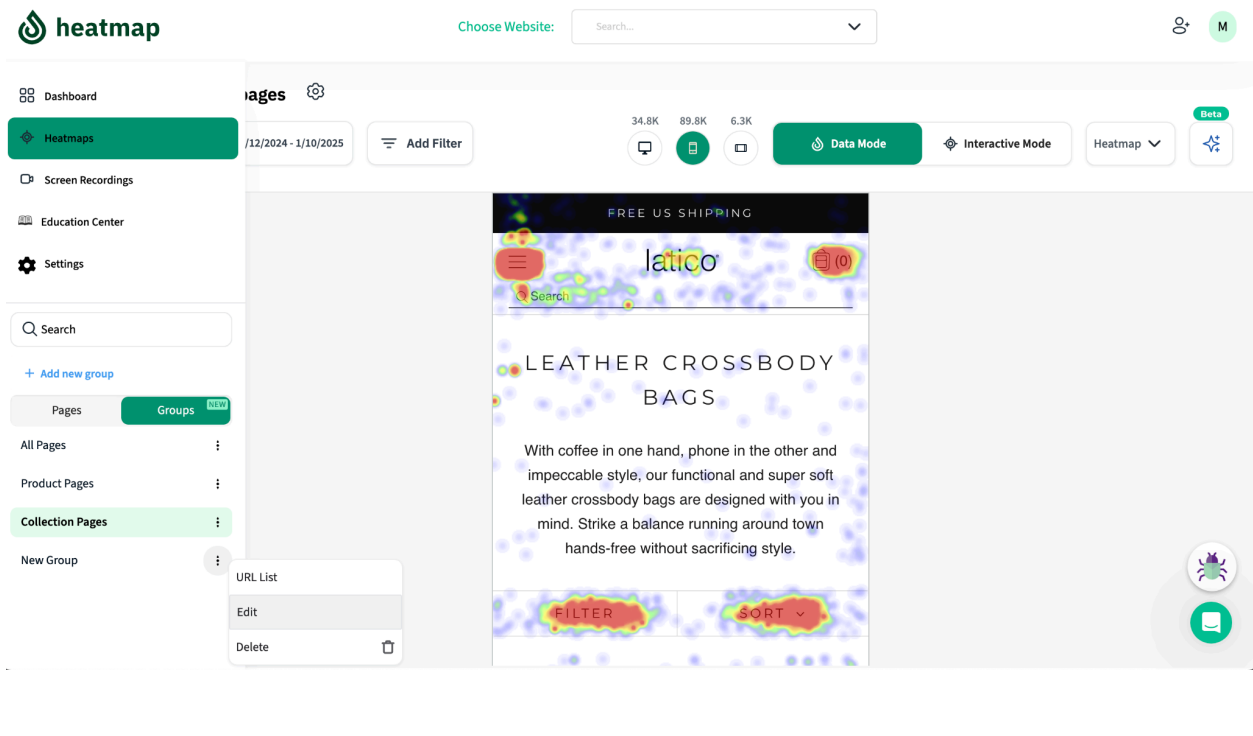 heatmap
Choose Website:
Search...
M
Dashboard
Heatmaps
Screen Recordings
Education Center
Settings
Search
+ Add new group
Pages
Groups
NEW
All Pages
Product Pages
Collection Pages
New Group
URL List
Edit
Delete
ages
/12/2024 - 1/10/2025
Add Filter
34.8K
89.8K
6.3K
Data Mode
Interactive Mode
Heatmap
Beta
FREE US SHIPPING
latico
(0)
Search
LEATHER CROSSBODY
BAGS
With coffee in one hand, phone in the other and
impeccable style, our functional and super soft
leather crossbody bags are designed with you in
mind. Strike a balance running around town
hands-free without sacrificing style.
FILTER
SORT